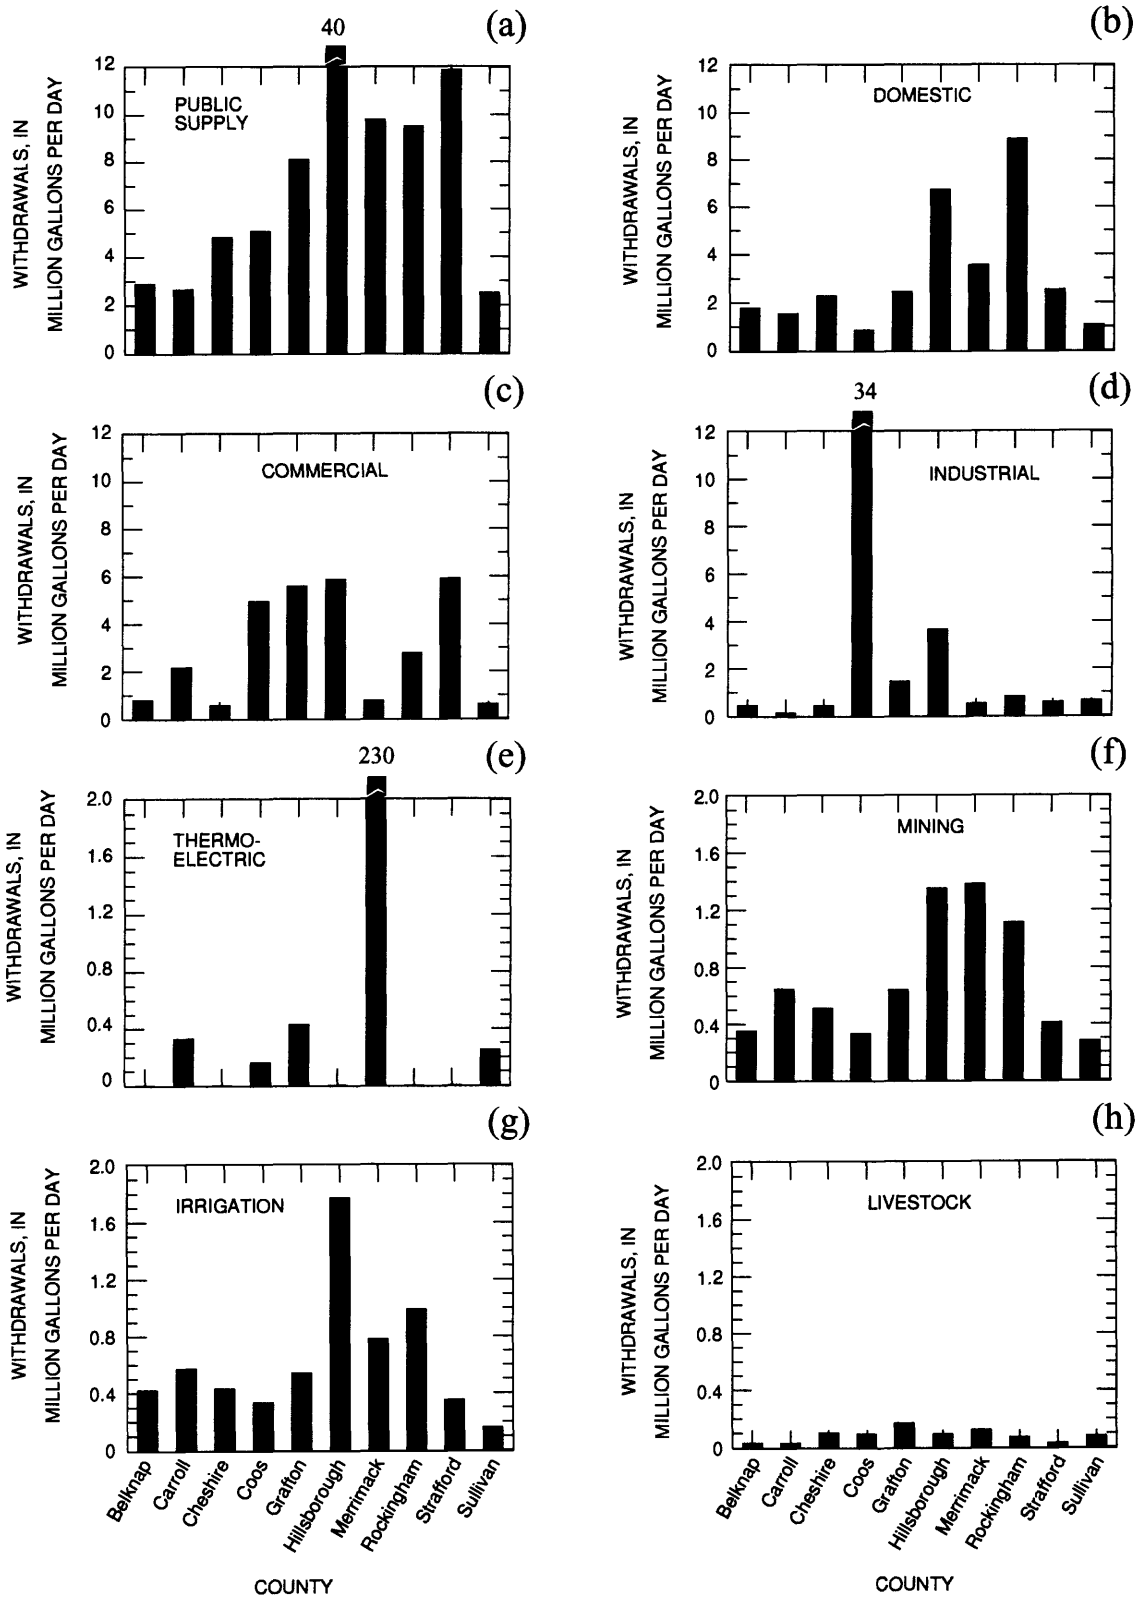 (a)
40
WITHDRAWALS, IN
MILLION GALLONS PER DAY
12
10
8
6
4
2
0
PUBLIC
SUPPLY
(b)
WITHDRAWALS, IN
MILLION GALLONS PER DAY
12
10
8
6
4
2
0
DOMESTIC
(c)
WITHDRAWALS, IN
MILLION GALLONS PER DAY
12
10
8
6
4
2
0
COMMERCIAL
(d)
34
WITHDRAWALS, IN
MILLION GALLONS PER DAY
12
10
8
6
4
2
0
INDUSTRIAL
(e)
230
WITHDRAWALS, IN
MILLION GALLONS PER DAY
2.0
1.6
1.2
0.8
0.4
0
THERMO-
ELECTRIC
(f)
WITHDRAWALS, IN
MILLION GALLONS PER DAY
2.0
1.6
1.2
0.8
0.4
0
MINING
(g)
WITHDRAWALS, IN
MILLION GALLONS PER DAY
2.0
1.6
1.2
0.8
0.4
0
IRRIGATION
Belknap
Carroll
Cheshire
Coos
Grafton
Hillsborough
Merrimack
Rockingham
Strafford
Sullivan
COUNTY
(h)
WITHDRAWALS, IN
MILLION GALLONS PER DAY
2.0
1.6
1.2
0.8
0.4
0
LIVESTOCK
Belknap
Carroll
Cheshire
Coos
Grafton
Hillsborough
Merrimack
Rockingham
Strafford
Sullivan
COUNTY